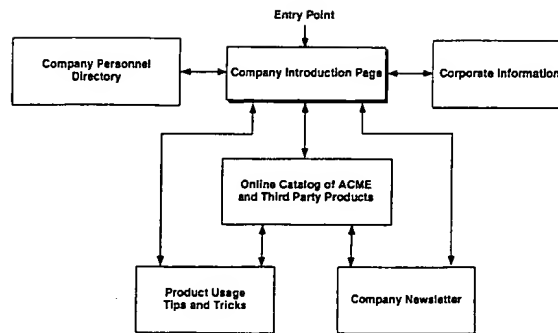 Entry Point
Company Personnel
Directory
Company Introduction Page
Corporate Information
Online Catalog of ACME
and Third Party Products
Product Usage
Tips and Tricks
Company Newsletter